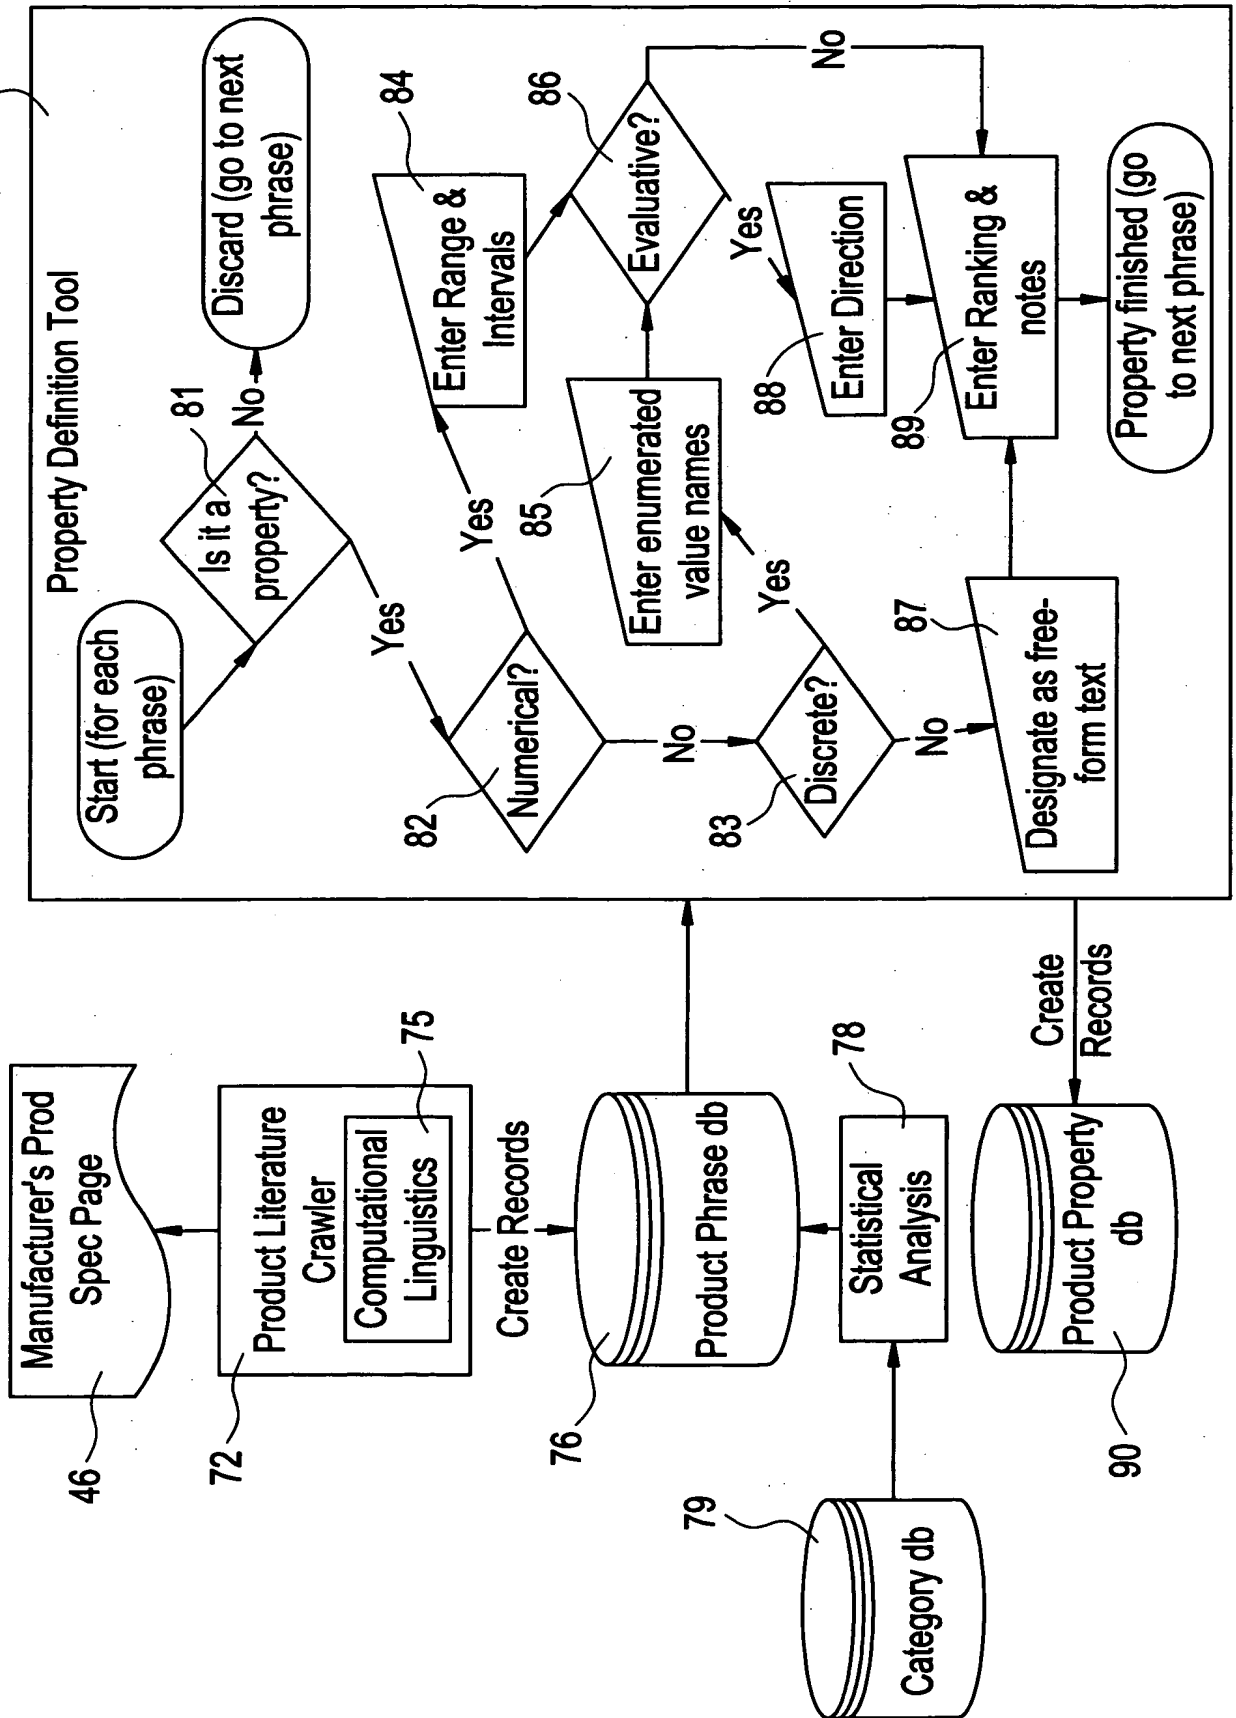 Manufacturer's Prod
Spec Page
46
Product Literature
Crawler
Computational
Linguistics
72
75
Create Records
Product Phrase db
76
Statistical
Analysis
78
79
Category db
Product Property
db
90
Create
Records
Property Definition Tool
Start (for each
phrase)
Is it a
property?
81
No
Discard (go to next
phrase)
Yes
Numerical?
82
Yes
Enter Range &
Intervals
84
No
Discrete?
83
Yes
Enter enumerated
value names
85
Evaluative?
86
No
Yes
Enter Direction
88
No
Designate as free-
form text
87
Enter Ranking &
notes
89
Property finished (go
to next phrase)